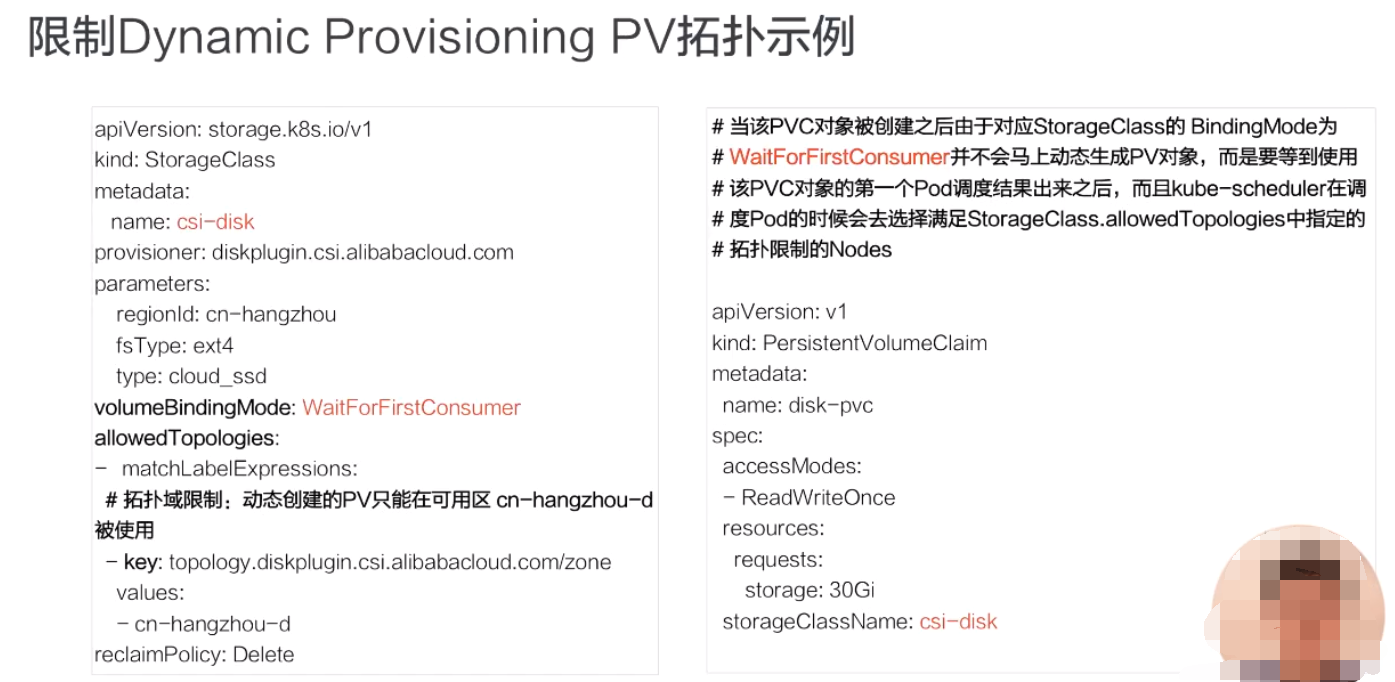 限制Dynamic Provisioning PV拓扑示例
apiVersion: storage.k8s.io/v1
kind: StorageClass
metadata:
name: csi-disk
provisioner: diskplugin.csi.alibabacloud.com
parameters:
regionId: cn-hangzhou
fsType: ext4
type: cloud_ssd
volumeBindingMode: WaitForFirstConsumer
allowedTopologies:
- matchLabelExpressions:
# 拓扑域限制：动态创建的PV只能在可用区 cn-hangzhou-d
被使用
- key: topology.diskplugin.csi.alibabacloud.com/zone
values:
- cn-hangzhou-d
reclaimPolicy: Delete
# 当该PVC对象被创建之后由于对应StorageClass的 BindingMode为
# WaitForFirstConsumer并不会马上动态生成PV对象，而是要等到使用
# 该PVC对象的第一个Pod调度结果出来之后，而且kube-scheduler在调
# 度Pod的时候会去选择满足StorageClass.allowedTopologies中指定的
# 拓扑限制的Nodes
apiVersion: v1
kind: PersistentVolumeClaim
metadata:
name: disk-pvc
spec:
accessModes:
- ReadWriteOnce
resources:
requests:
storage: 30Gi
storageClassName: csi-disk